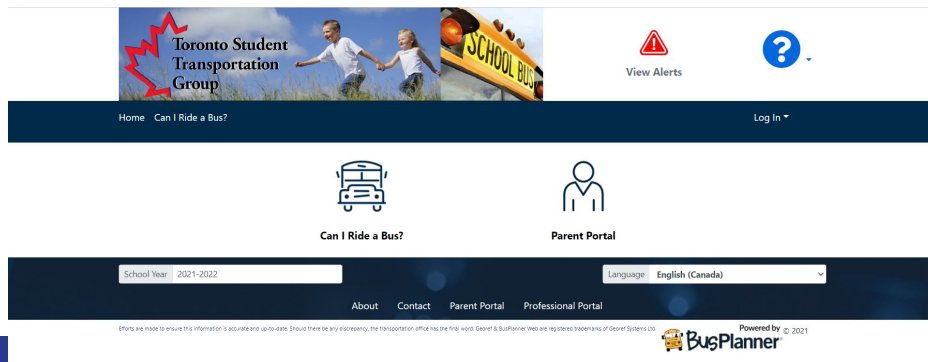 Toronto Student
Transportation
Group
SCHOOL BUS
View Alerts
?
Home Can I Ride a Bus? Log In
Can I Ride a Bus? Parent Portal
School Year 2021-2022 Language English (Canada)
About Contact Parent Portal Professional Portal
Efforts are made to ensure this information is accurate and up-to-date. Should there be any discrepancy, the transportation office has the final word. Georef & BusPlanner Web are registered trademarks of Georef Systems Ltd.
Powered by © 2021
BusPlanner